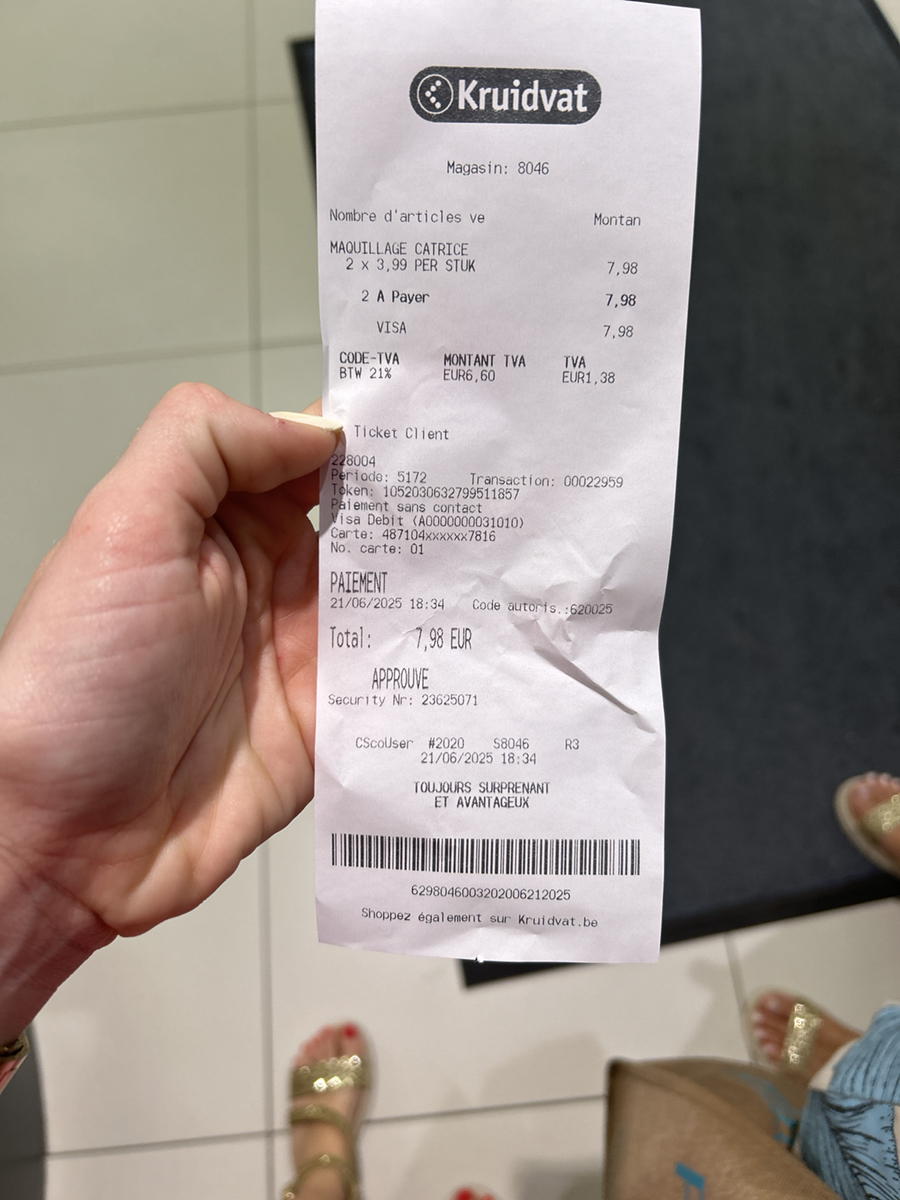 Kruidvat
Magasin: 8046
Nombre d'articles ve Montan
MAQUILLAGE CATRICE
2 x 3,99 PER STUK 7,98
2 A Payer 7,98
VISA 7,98
CODE-TVA MONTANT TVA TVA
BTW 21% EUR6,60 EUR1,38
Ticket Client
228004
Periode: 5172 Transaction: 00022959
Token: 1052030632799511857
Paiement sans contact
Visa Debit (A0000000031010)
Carte: 487104xxxxxx7816
No. carte: 01
PAIEMENT
21/06/2025 18:34 Code autoris.:620025
Total: 7,98 EUR
APPROUVE
Security Nr: 23625071
CScoUser #2020 S8046 R3
21/06/2025 18:34
TOUJOURS SURPRENANT
ET AVANTAGEUX
6298046003202006212025
Shoppez également sur Kruidvat.be